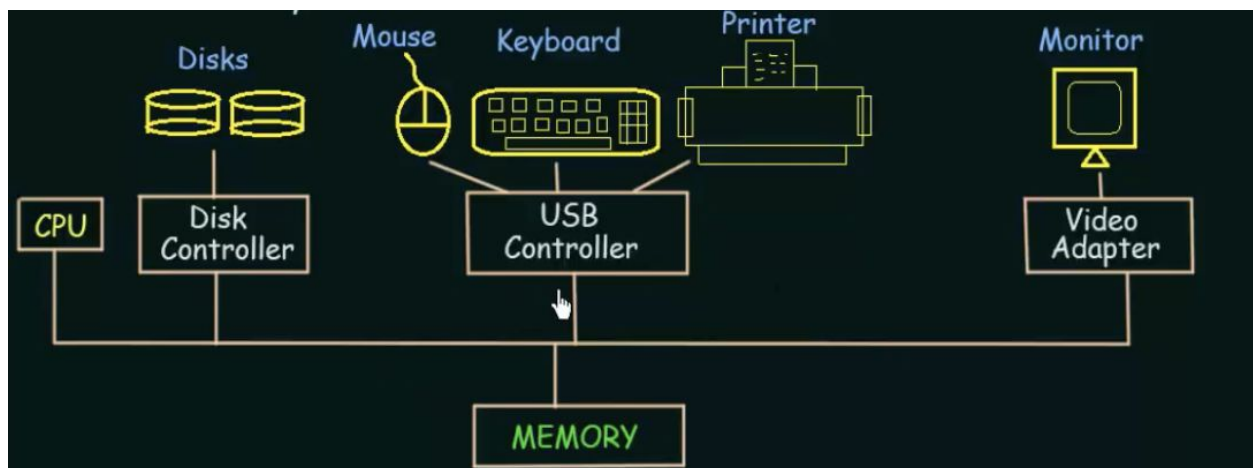 Disks
Mouse
Keyboard
Printer
Monitor
CPU
Disk
Controller
USB
Controller
Video
Adapter
MEMORY